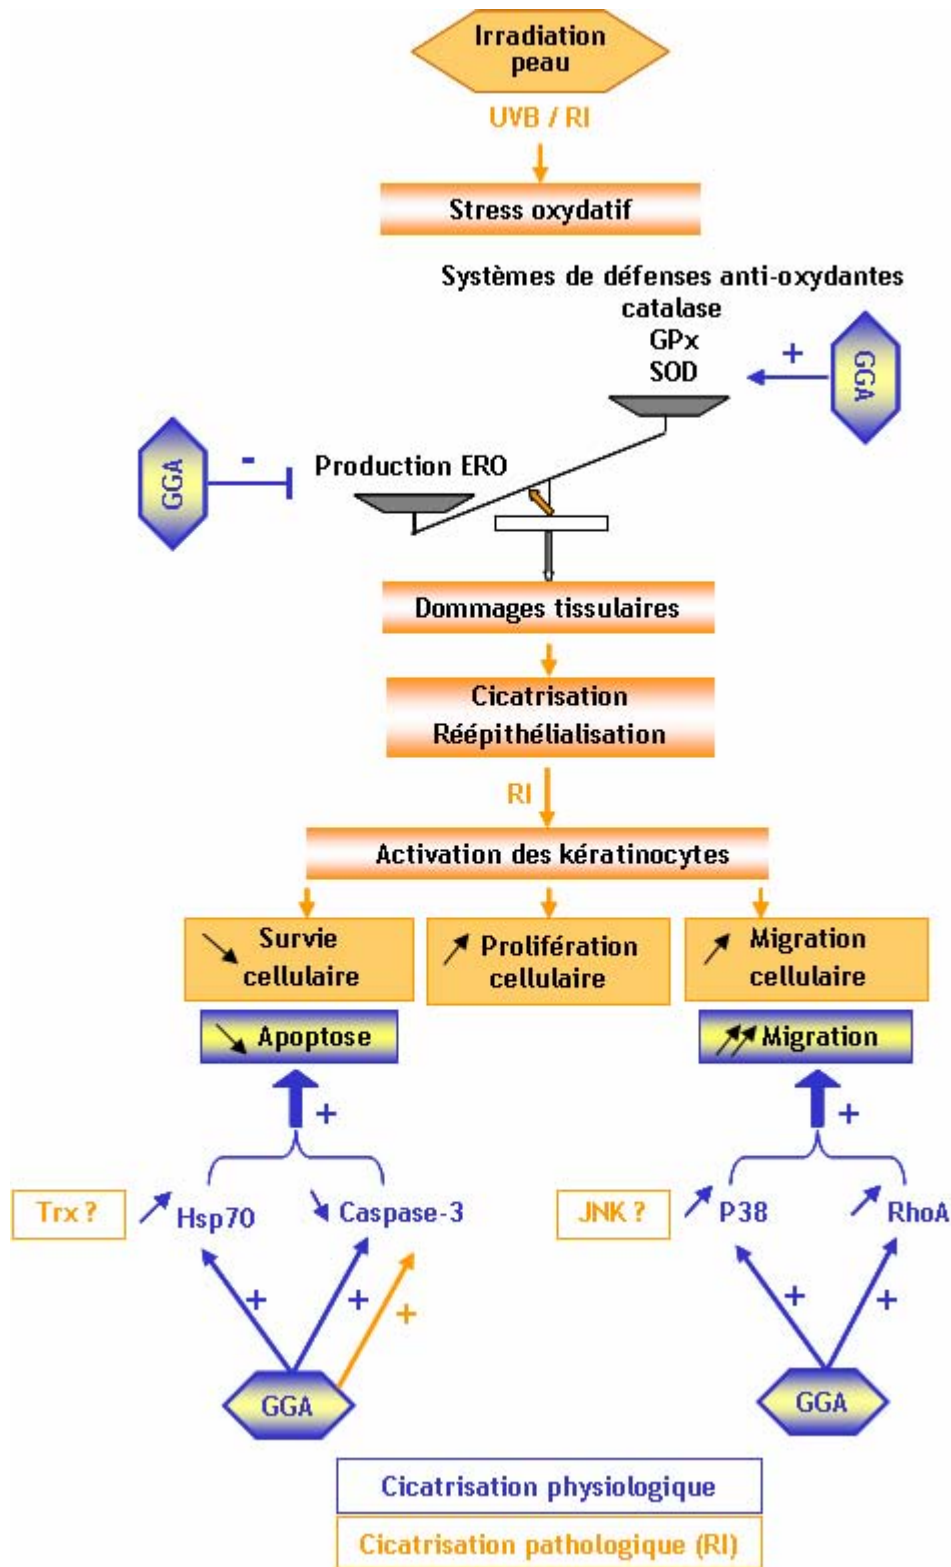 Irradiation
peau
UVB / RI
Stress oxydatif
Systèmes de défenses anti-oxydantes
catalase
GPx
SOD
+
GGA
GGA
-
Production ERO
Dommages tissulaires
Cicatrisation
Réépithélialisation
RI
Activation des kératinocytes
Survie
cellulaire
Prolifération
cellulaire
Migration
cellulaire
Apoptose
Migration
+
+
Trx ?
Hsp70
Caspase-3
JNK ?
P38
RhoA
+
+
+
+
+
GGA
GGA
Cicatrisation physiologique
Cicatrisation pathologique (RI)